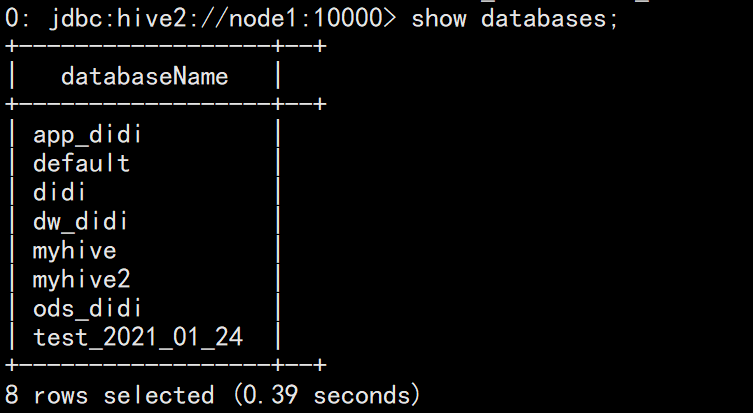 0: jdbc:hive2://node1:10000> show databases;
+------------------+--+
|   databaseName   |
+------------------+--+
| app_didi         |
| default          |
| didi             |
| dw_didi          |
| myhive           |
| myhive2          |
| ods_didi         |
| test_2021_01_24  |
+------------------+--+
8 rows selected (0.39 seconds)